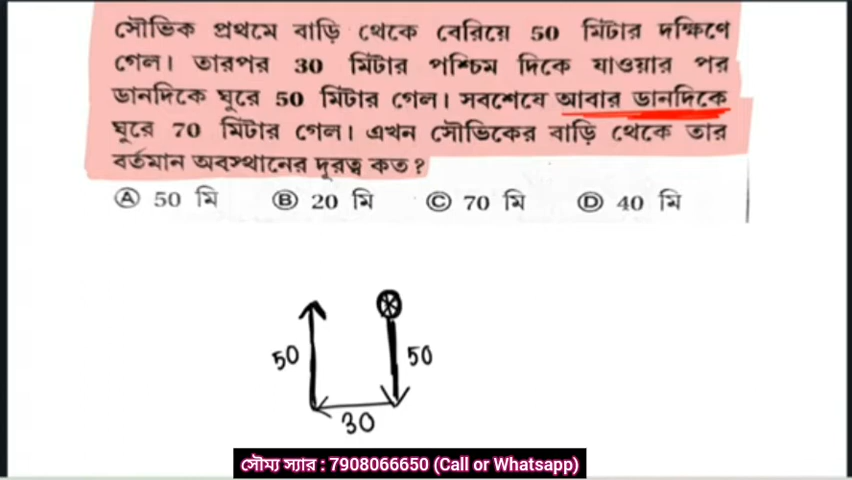 সৌভিক প্রথমে বাড়ি থেকে বেরিয়ে 50 মিটার দক্ষিণে
গেল। তারপর 30 মিটার পশ্চিম দিকে যাওয়ার পর
ডানদিকে ঘুরে 50 মিটার গেল। সবশেষে আবার ডানদিকে
ঘুরে 70 মিটার গেল। এখন সৌভিকের বাড়ি থেকে তার
বর্তমান অবস্থানের দূরত্ব কত?
Ⓐ 50 মি Ⓑ 20 মি Ⓒ 70 মি Ⓓ 40 মি
50 50
30
সৌম্য স্যার : 7908066650 (Call or Whatsapp)